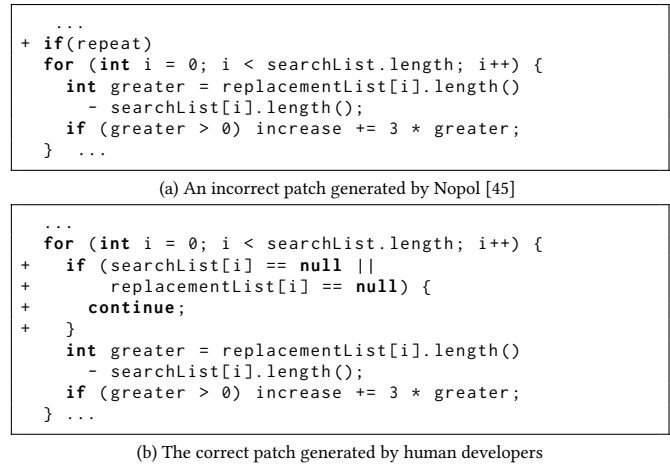 ...
+ if(repeat)
for (int i = 0; i < searchList.length; i++) {
int greater = replacementList[i].length()
- searchList[i].length();
if (greater > 0) increase += 3 * greater;
} ...
(a) An incorrect patch generated by Nopol [45]
...
for (int i = 0; i < searchList.length; i++) {
+ if (searchList[i] == null ||
+ replacementList[i] == null) {
+ continue;
+ }
int greater = replacementList[i].length()
- searchList[i].length();
if (greater > 0) increase += 3 * greater;
} ...
(b) The correct patch generated by human developers